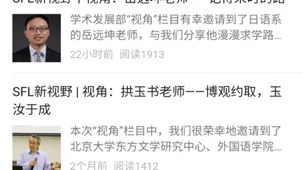 SFL新视野 | 视角：岳远坤老师——记得来时的路
学术发展部“视角”栏目有幸邀请到了日语系
的岳远坤老师，与我们分享他漫漫求学路...
22小时前 阅读1913
SFL新视野 | 视角：拱玉书老师——博观约取，玉
汝于成
本次“视角”栏目中，我们很荣幸地邀请到了
北京大学东方文学研究中心、外国语学院...
2个月前 阅读1412